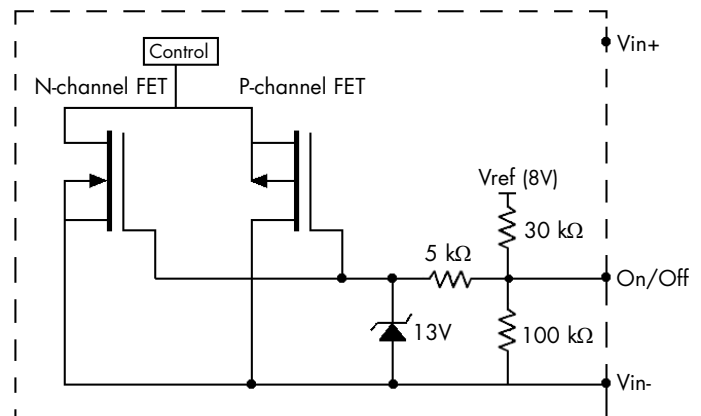 Control
Vin+
N-channel FET
P-channel FET
Vref (8V)
30 kΩ
5 kΩ
On/Off
13V
100 kΩ
Vin-